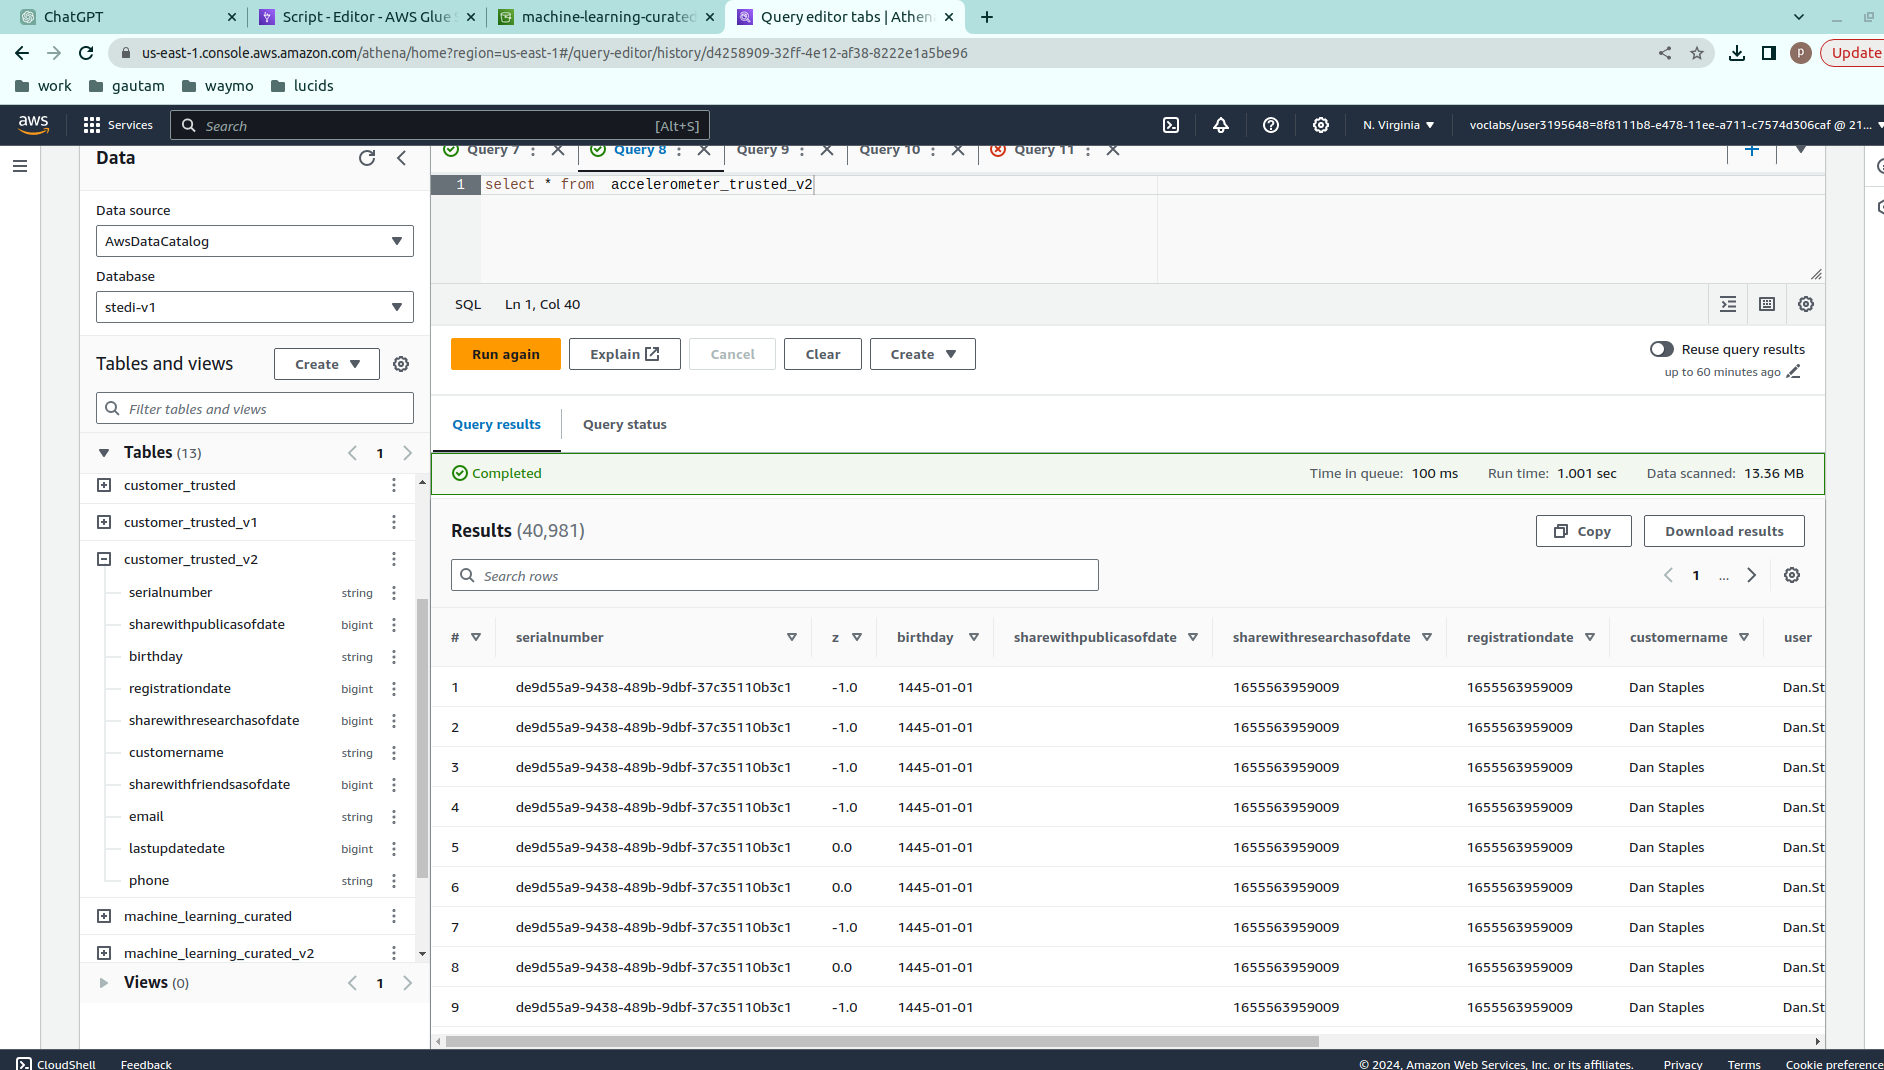 ChatGPT
Script - Editor - AWS Glue
machine-learning-curated
Query editor tabs | Athen
us-east-1.console.aws.amazon.com/athena/home?region=us-east-1#/query-editor/history/d4258909-32ff-4e12-af38-8222e1a5be96
p
Update
work
gautam
waymo
lucids
aws
Services
Search
[Alt+S]
N. Virginia
voclabs/user3195648=8f8111b8-e478-11ee-a711-c7574d306caf @ 21...
Data
Data source
AwsDataCatalog
Database
stedi-v1
Tables and views
Create
Filter tables and views
Tables (13)
1
customer_trusted
customer_trusted_v1
customer_trusted_v2
serialnumber string
sharewithpublicasofdate bigint
birthday string
registrationdate bigint
sharewithresearchasofdate bigint
customername string
sharewithfriendsasofdate bigint
email string
lastupdatedate bigint
phone string
machine_learning_curated
machine_learning_curated_v2
Views (0)
1
Query 7
Query 8
Query 9
Query 10
Query 11
1 select * from  accelerometer_trusted_v2
SQL
Ln 1, Col 40
Run again
Explain
Cancel
Clear
Create
Reuse query results
up to 60 minutes ago
Query results
Query status
Completed
Time in queue: 100 ms
Run time: 1.001 sec
Data scanned: 13.36 MB
Results (40,981)
Copy
Download results
Search rows
1 ...
# serialnumber z birthday sharewithpublicasofdate sharewithresearchasofdate registrationdate customername user
1 de9d55a9-9438-489b-9dbf-37c35110b3c1 -1.0 1445-01-01 1655563959009 1655563959009 Dan Staples Dan.St
2 de9d55a9-9438-489b-9dbf-37c35110b3c1 -1.0 1445-01-01 1655563959009 1655563959009 Dan Staples Dan.St
3 de9d55a9-9438-489b-9dbf-37c35110b3c1 -1.0 1445-01-01 1655563959009 1655563959009 Dan Staples Dan.St
4 de9d55a9-9438-489b-9dbf-37c35110b3c1 -1.0 1445-01-01 1655563959009 1655563959009 Dan Staples Dan.St
5 de9d55a9-9438-489b-9dbf-37c35110b3c1 0.0 1445-01-01 1655563959009 1655563959009 Dan Staples Dan.St
6 de9d55a9-9438-489b-9dbf-37c35110b3c1 0.0 1445-01-01 1655563959009 1655563959009 Dan Staples Dan.St
7 de9d55a9-9438-489b-9dbf-37c35110b3c1 -1.0 1445-01-01 1655563959009 1655563959009 Dan Staples Dan.St
8 de9d55a9-9438-489b-9dbf-37c35110b3c1 0.0 1445-01-01 1655563959009 1655563959009 Dan Staples Dan.St
9 de9d55a9-9438-489b-9dbf-37c35110b3c1 -1.0 1445-01-01 1655563959009 1655563959009 Dan Staples Dan.St
CloudShell
Feedback
© 2024, Amazon Web Services, Inc. or its affiliates.
Privacy
Terms
Cookie preference